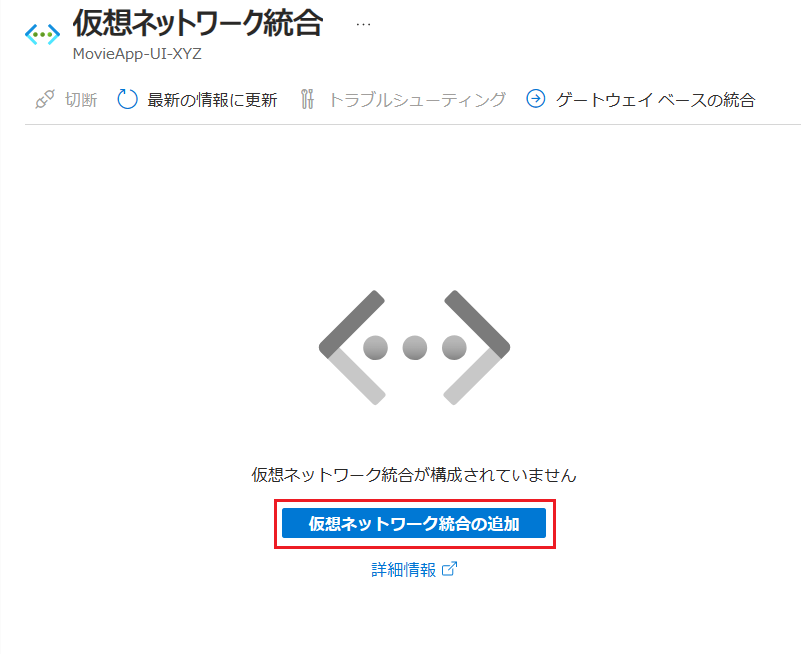 仮想ネットワーク統合 …
MovieApp-UI-XYZ
切断 最新の情報に更新 トラブルシューティング ゲートウェイ ベースの統合
仮想ネットワーク統合が構成されていません
仮想ネットワーク統合の追加
詳細情報